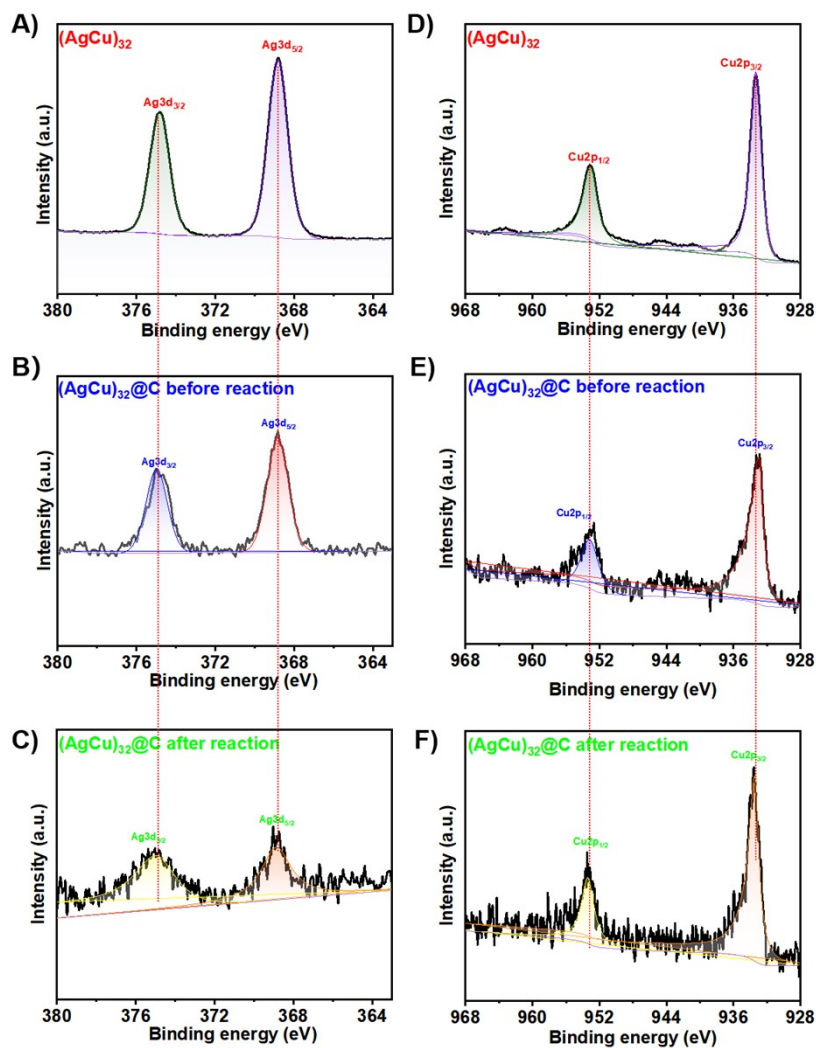 A)
(AgCu)₃₂
Ag3d₃/₂
Ag3d₅/₂
Intensity (a.u.)
380 376 372 368 364
Binding energy (eV)
B)
(AgCu)₃₂@C before reaction
Ag3d₃/₂
Ag3d₅/₂
Intensity (a.u.)
380 376 372 368 364
Binding energy (eV)
C)
(AgCu)₃₂@C after reaction
Ag3d₃/₂
Ag3d₅/₂
Intensity (a.u.)
380 376 372 368 364
Binding energy (eV)
D)
(AgCu)₃₂
Cu2p₃/₂
Cu2p₁/₂
Intensity (a.u.)
968 960 952 944 936 928
Binding energy (eV)
E)
(AgCu)₃₂@C before reaction
Cu2p₃/₂
Cu2p₁/₂
Intensity (a.u.)
968 960 952 944 936 928
Binding energy (eV)
F)
(AgCu)₃₂@C after reaction
Cu2p₃/₂
Cu2p₁/₂
Intensity (a.u.)
968 960 952 944 936 928
Binding energy (eV)